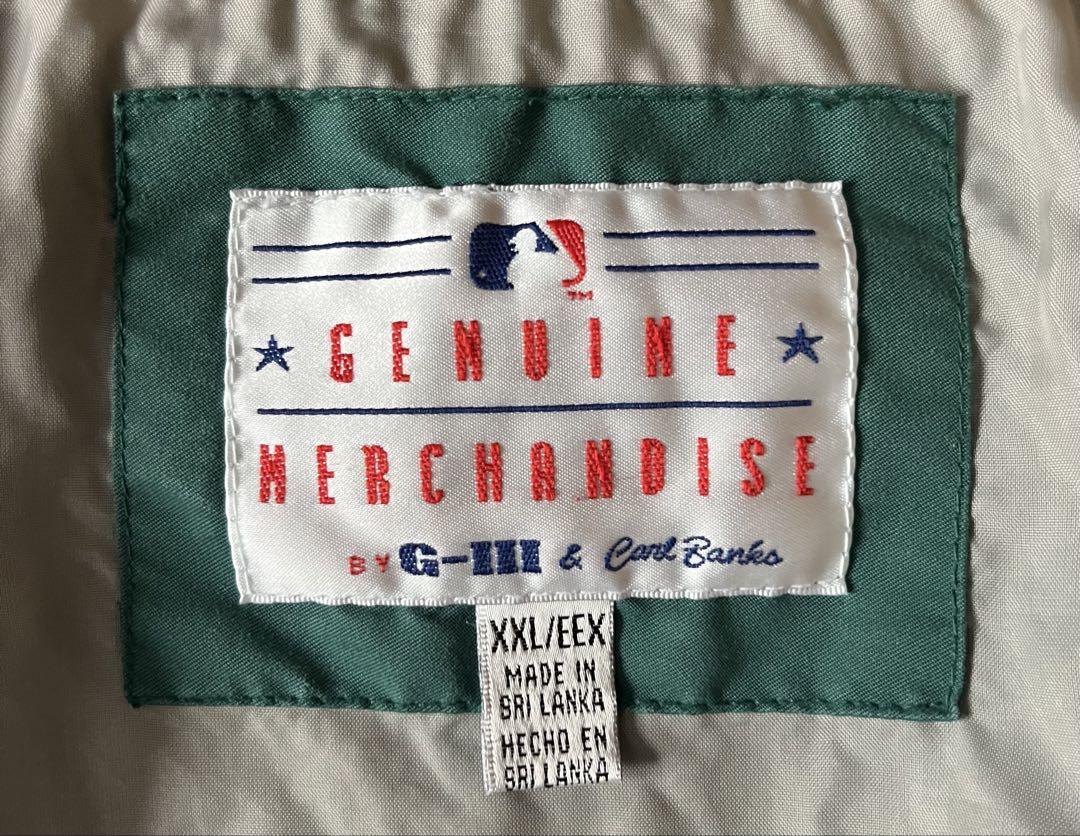 TM
GENUINE
MERCHANDISE
BY G-III & Carl Banks
XXL/EEX
MADE IN
SRI LANKA
HECHO EN
SRI LANKA